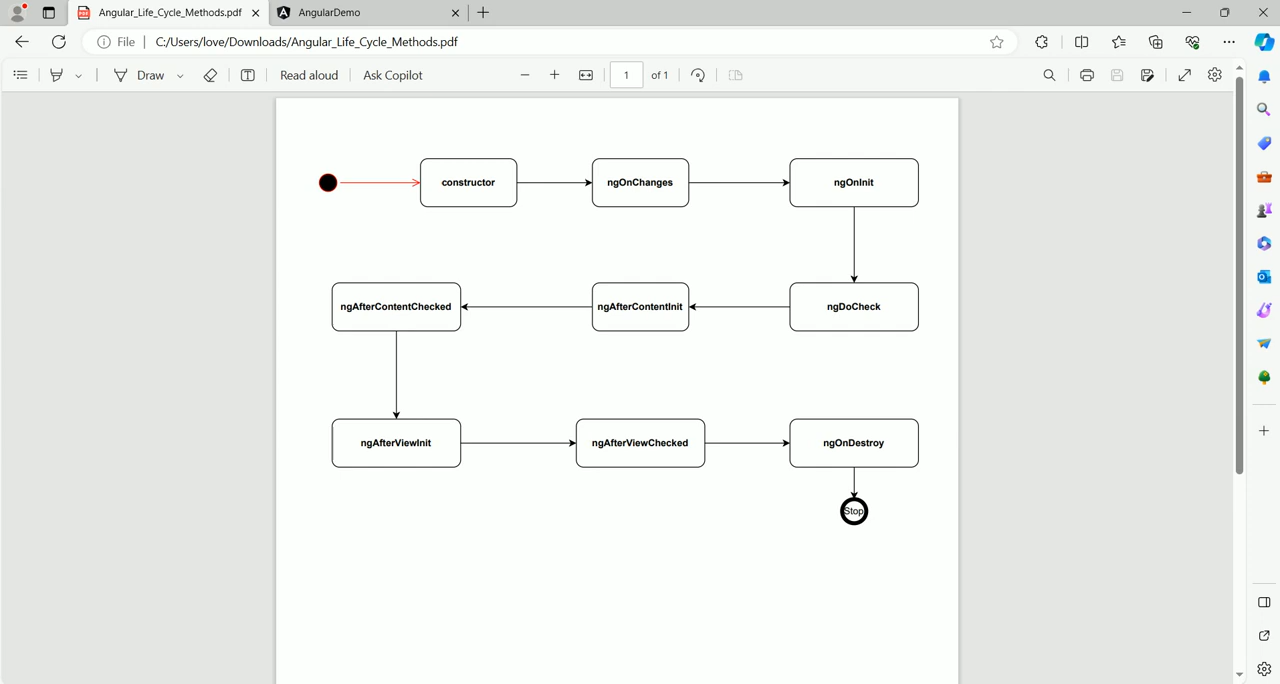 Angular_Life_Cycle_Methods.pdf
AngularDemo
File
C:/Users/love/Downloads/Angular_Life_Cycle_Methods.pdf
Draw
Read aloud
Ask Copilot
1
of 1
constructor
ngOnChanges
ngOnInit
ngAfterContentChecked
ngAfterContentInit
ngDoCheck
ngAfterViewInit
ngAfterViewChecked
ngOnDestroy
Stop